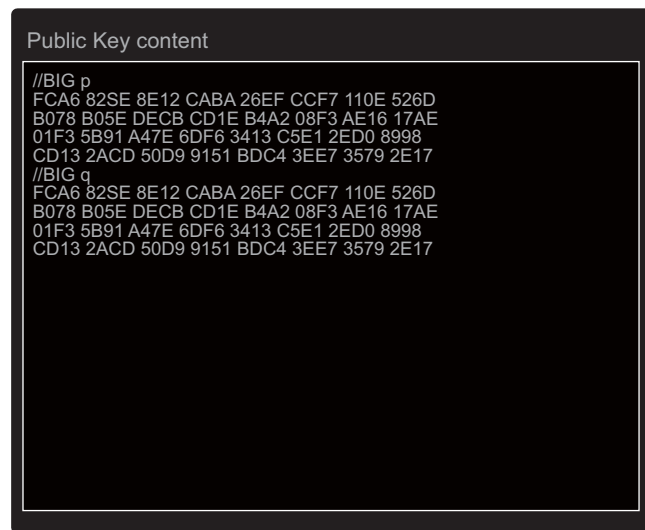 Public Key content
//BIG p
FCA6 82SE 8E12 CABA 26EF CCF7 110E 526D
B078 B05E DECB CD1E B4A2 08F3 AE16 17AE
01F3 5B91 A47E 6DF6 3413 C5E1 2ED0 8998
CD13 2ACD 50D9 9151 BDC4 3EE7 3579 2E17
//BIG q
FCA6 82SE 8E12 CABA 26EF CCF7 110E 526D
B078 B05E DECB CD1E B4A2 08F3 AE16 17AE
01F3 5B91 A47E 6DF6 3413 C5E1 2ED0 8998
CD13 2ACD 50D9 9151 BDC4 3EE7 3579 2E17